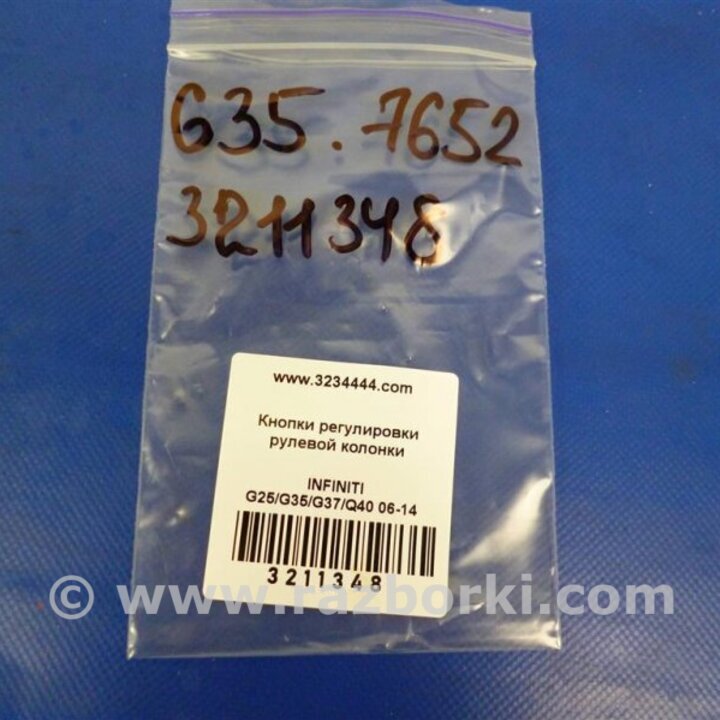 G35. 7652
3211348
www.3234444.com
Кнопки регулировки
рулевой колонки
INFINITI
G25/G35/G37/Q40 06-14
3211348
© www.razborki.com